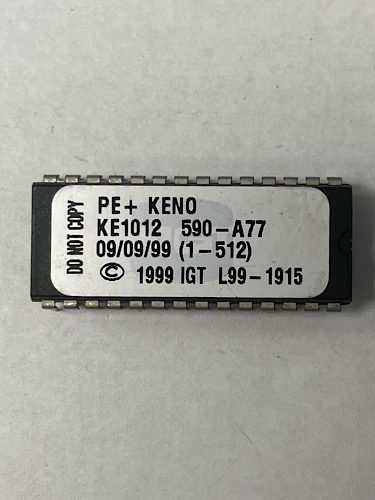 DO NOT COPY
PE+ KENO
KE1012 590-A77
09/09/99 (1-512)
© 1999 IGT L99-1915